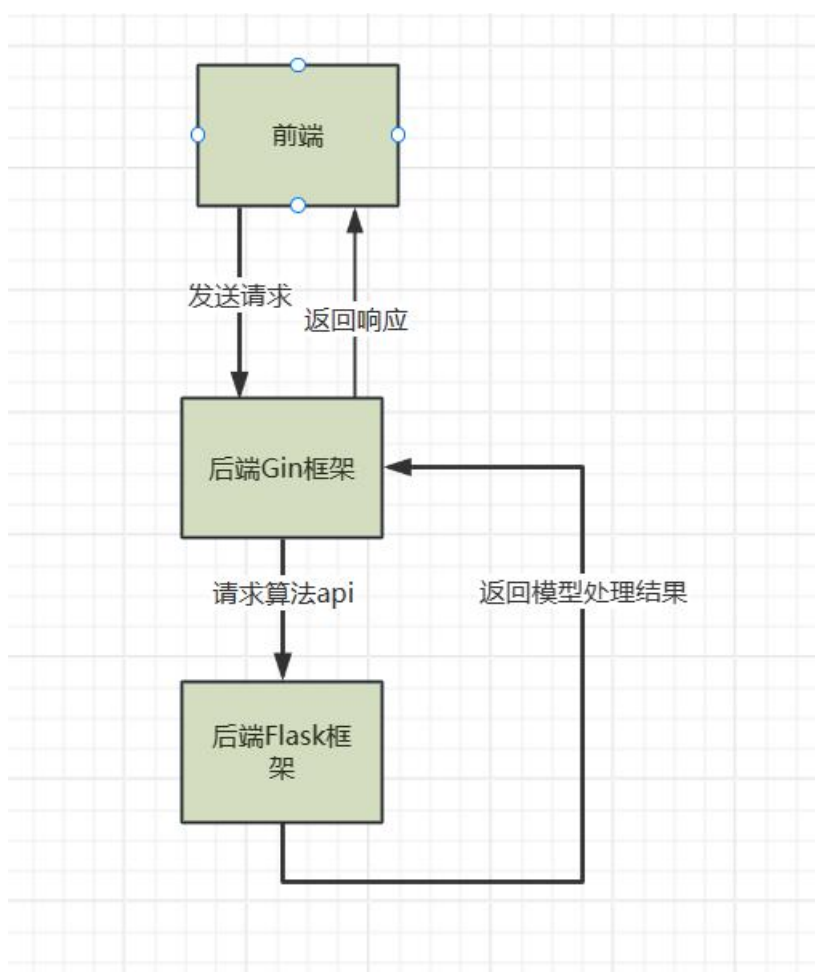 前端
发送请求
返回响应
后端Gin框架
请求算法api
返回模型处理结果
后端Flask框
架